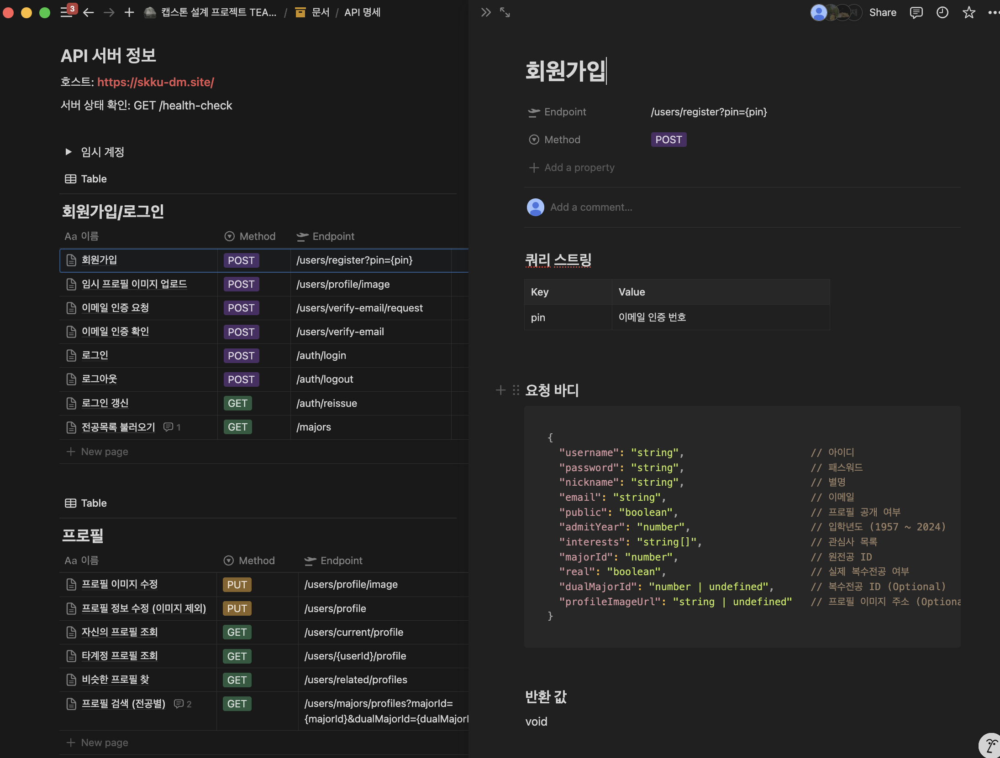 3
캡스톤 설계 프로젝트 TEA... / 문서 / API 명세
API 서버 정보
호스트: https://skku-dm.site/
서버 상태 확인: GET /health-check
임시 계정
Table
회원가입/로그인
Aa 이름 Method Endpoint
회원가입 POST /users/register?pin={pin}
임시 프로필 이미지 업로드 POST /users/profile/image
이메일 인증 요청 POST /users/verify-email/request
이메일 인증 확인 POST /users/verify-email
로그인 POST /auth/login
로그아웃 POST /auth/logout
로그인 갱신 GET /auth/reissue
전공목록 불러오기 1 GET /majors
New page
Table
프로필
Aa 이름 Method Endpoint
프로필 이미지 수정 PUT /users/profile/image
프로필 정보 수정 (이미지 제외) PUT /users/profile
자신의 프로필 조회 GET /users/current/profile
타계정 프로필 조회 GET /users/{userId}/profile
비슷한 프로필 찾 GET /users/related/profiles
프로필 검색 (전공별) 2 GET /users/majors/profiles?majorId=
{majorId}&dualMajorId={dualMajorI
New page
재 Share
회원가입
Endpoint /users/register?pin={pin}
Method POST
Add a property
Add a comment...
쿼리 스트링
Key Value
pin 이메일 인증 번호
요청 바디
{
"username": "string", // 아이디
"password": "string", // 패스워드
"nickname": "string", // 별명
"email": "string", // 이메일
"public": "boolean", // 프로필 공개 여부
"admitYear": "number", // 입학년도 (1957 ~ 2024)
"interests": "string[]", // 관심사 목록
"majorId": "number", // 원전공 ID
"real": "boolean", // 실제 복수전공 여부
"dualMajorId": "number | undefined", // 복수전공 ID (Optional)
"profileImageUrl": "string | undefined" // 프로필 이미지 주소 (Optiona
}
반환 값
void